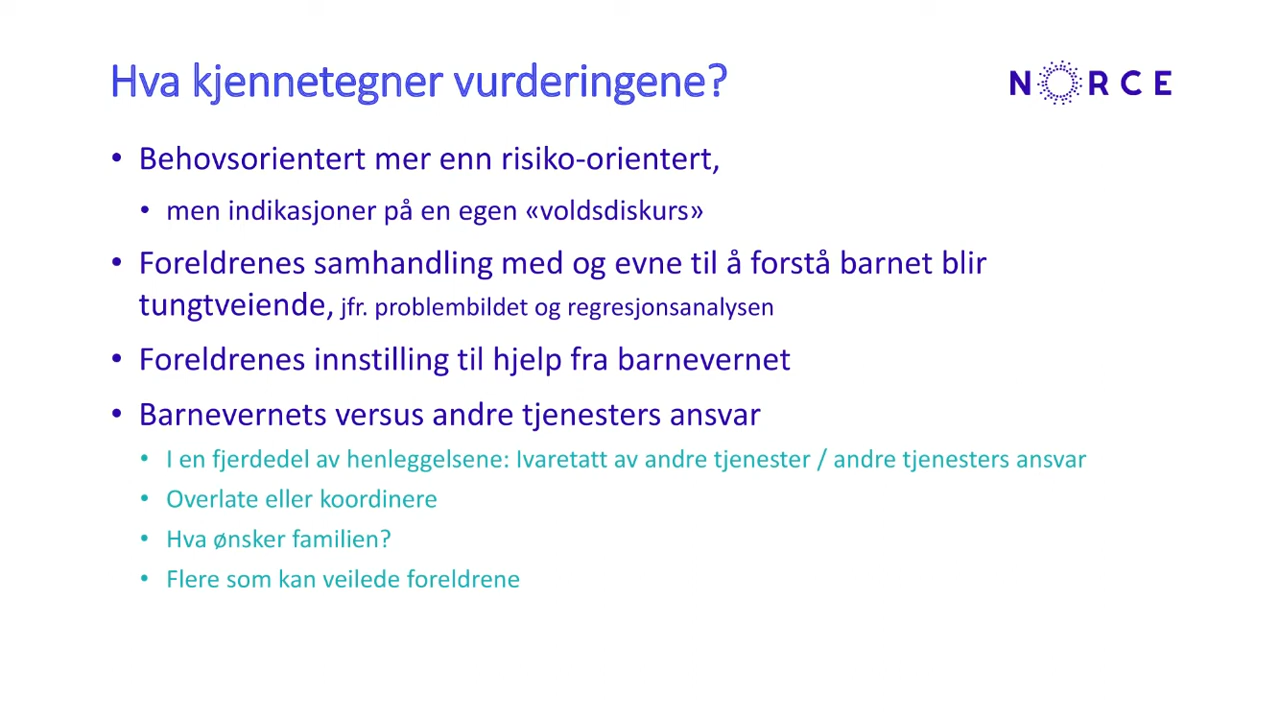 Hva kjennetegner vurderingene?
NORCE
• Behovsorientert mer enn risiko-orientert,
• men indikasjoner på en egen «voldsdiskurs»
• Foreldrenes samhandling med og evne til å forstå barnet blir
tungtveiende, jfr. problembildet og regresjonsanalysen
• Foreldrenes innstilling til hjelp fra barnevernet
• Barnevernets versus andre tjenesters ansvar
• I en fjerdedel av henleggelsene: Ivaretatt av andre tjenester / andre tjenesters ansvar
• Overlate eller koordinere
• Hva ønsker familien?
• Flere som kan veilede foreldrene